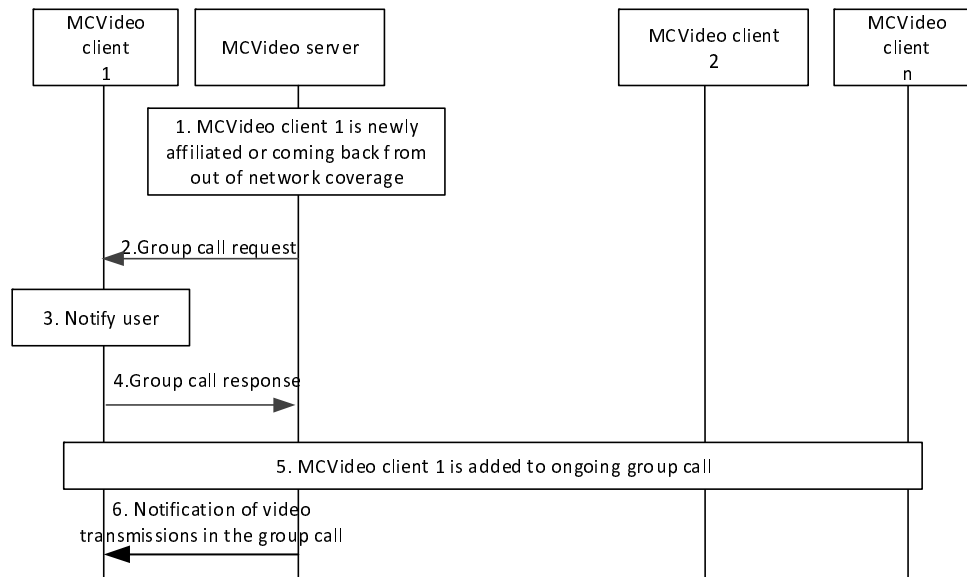 MCVideo
client
1
MCVideo server
MCVideo client
2
MCVideo
client
n
1. MCVideo client 1 is newly
affiliated or coming back from
out of network coverage
2.Group call request
3. Notify user
4.Group call response
5. MCVideo client 1 is added to ongoing group call
6. Notification of video
transmissions in the group call